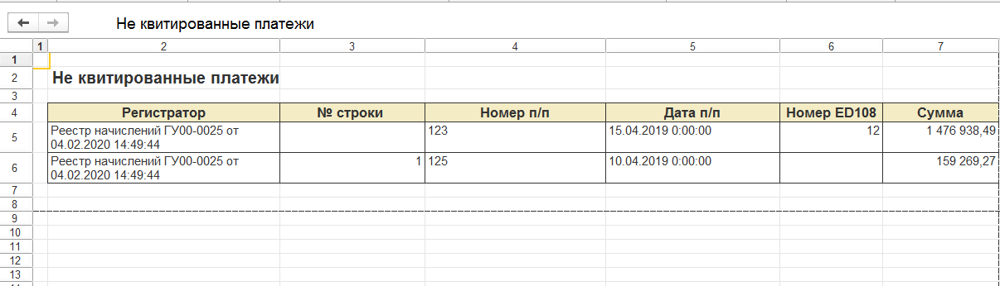 Не квитированные платежи
1 2 3 4 5 6 7
1
2 Не квитированные платежи
3
4 Регистратор № строки Номер п/п Дата п/п Номер ED108 Сумма
5 Реестр начислений ГУ00-0025 от 123 15.04.2019 0:00:00 12 1 476 938,49
04.02.2020 14:49:44
6 Реестр начислений ГУ00-0025 от 1 125 10.04.2019 0:00:00 159 269,27
04.02.2020 14:49:44
7
8
9
10
11
12
13